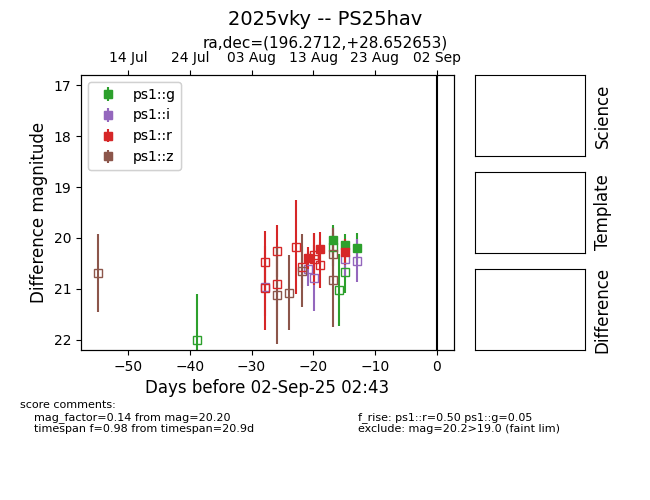 2025vky -- PS25hav
ra,dec=(196.2712,+28.652653)
14 Jul 24 Jul 03 Aug 13 Aug 23 Aug 02 Sep
ps1::g
ps1::i
ps1::r
ps1::z
17
18
19
20
21
22
Difference magnitude
−50 −40 −30 −20 −10 0
Days before 02-Sep-25 02:43
Science
Template
Difference
score comments:
mag_factor=0.14 from mag=20.20
timespan f=0.98 from timespan=20.9d
f_rise: ps1::r=0.50 ps1::g=0.05
exclude: mag=20.2>19.0 (faint lim)